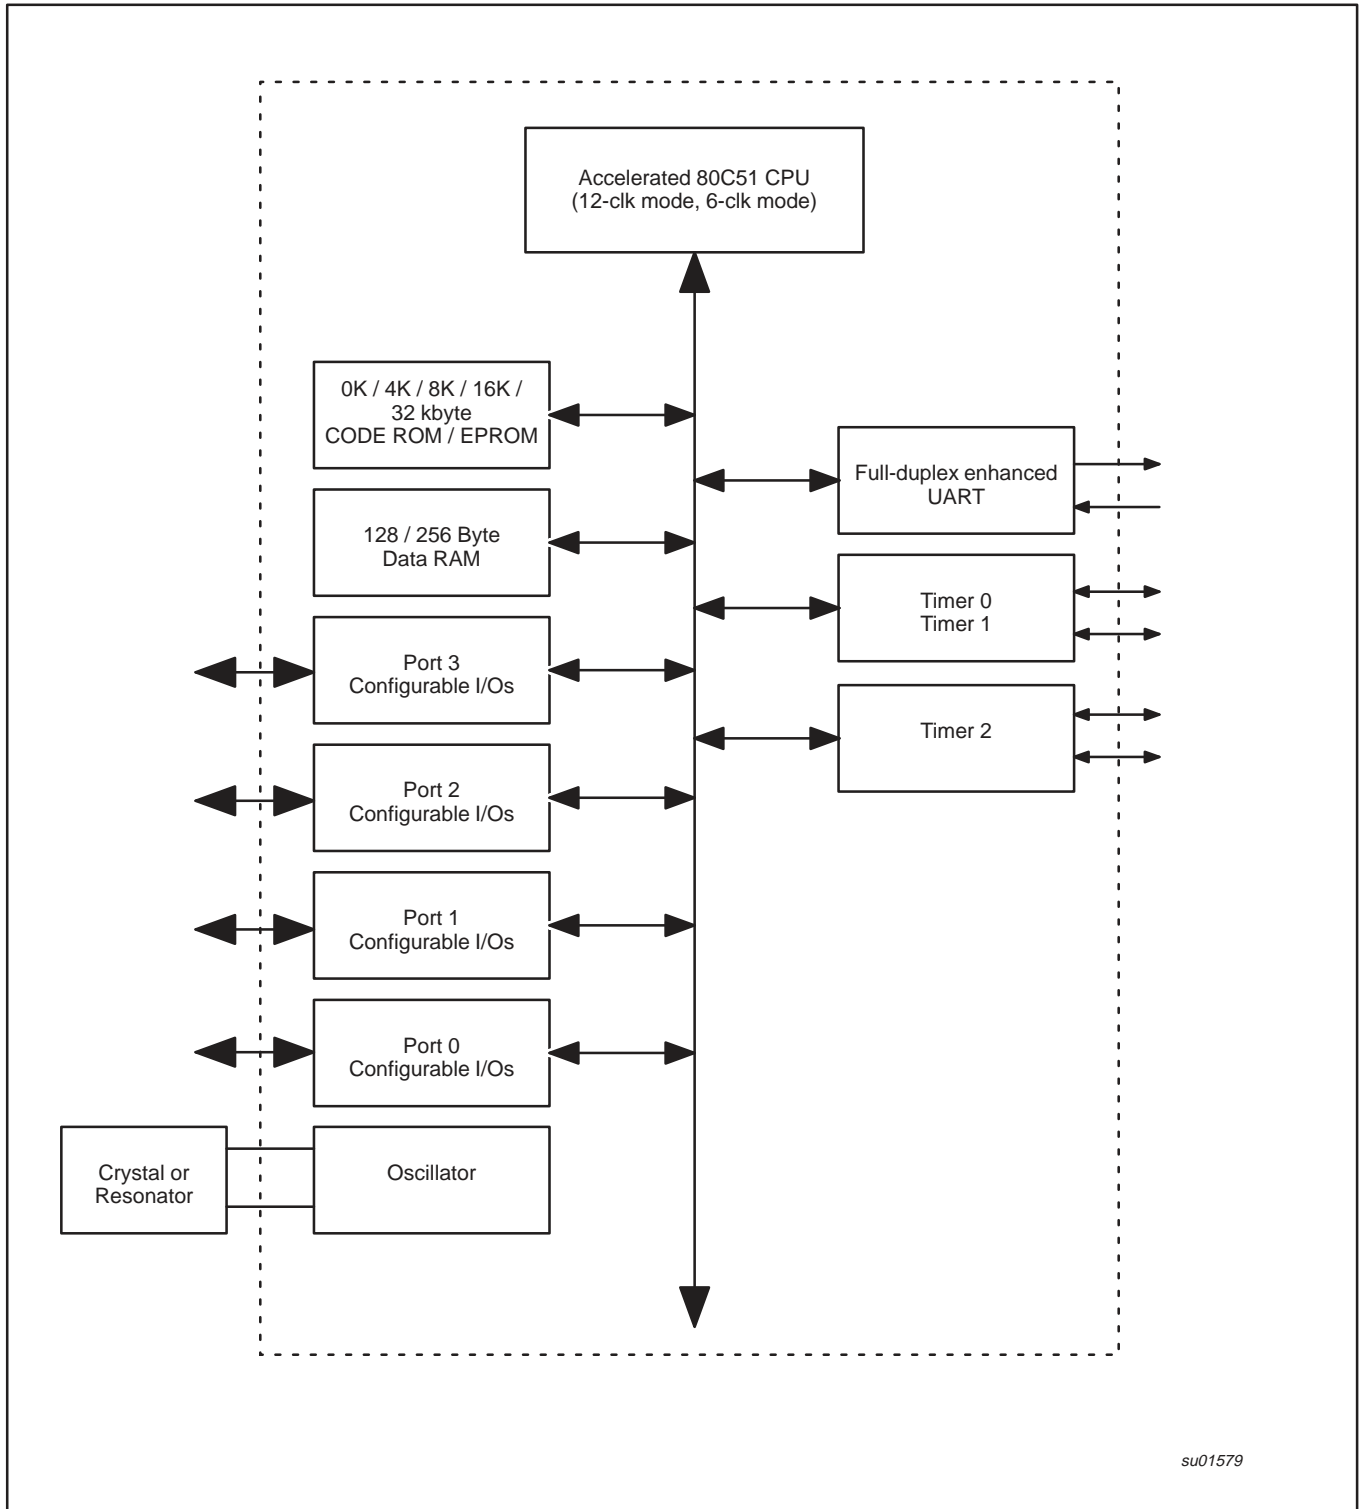 Accelerated 80C51 CPU
(12-clk mode, 6-clk mode)
0K / 4K / 8K / 16K /
32 kbyte
CODE ROM / EPROM
128 / 256 Byte
Data RAM
Port 3
Configurable I/Os
Port 2
Configurable I/Os
Port 1
Configurable I/Os
Port 0
Configurable I/Os
Crystal or
Resonator
Oscillator
Full-duplex enhanced
UART
Timer 0
Timer 1
Timer 2
su01579